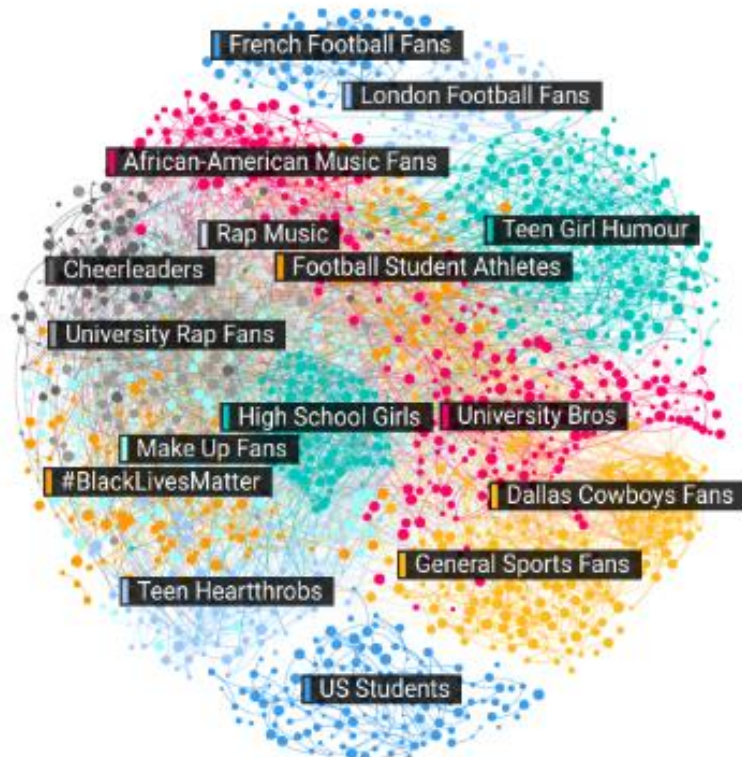 French Football Fans
London Football Fans
African-American Music Fans
Rap Music
Teen Girl Humour
Cheerleaders
Football Student Athletes
University Rap Fans
High School Girls
University Bros
Make Up Fans
#BlackLivesMatter
Dallas Cowboys Fans
General Sports Fans
Teen Heartthrobs
US Students